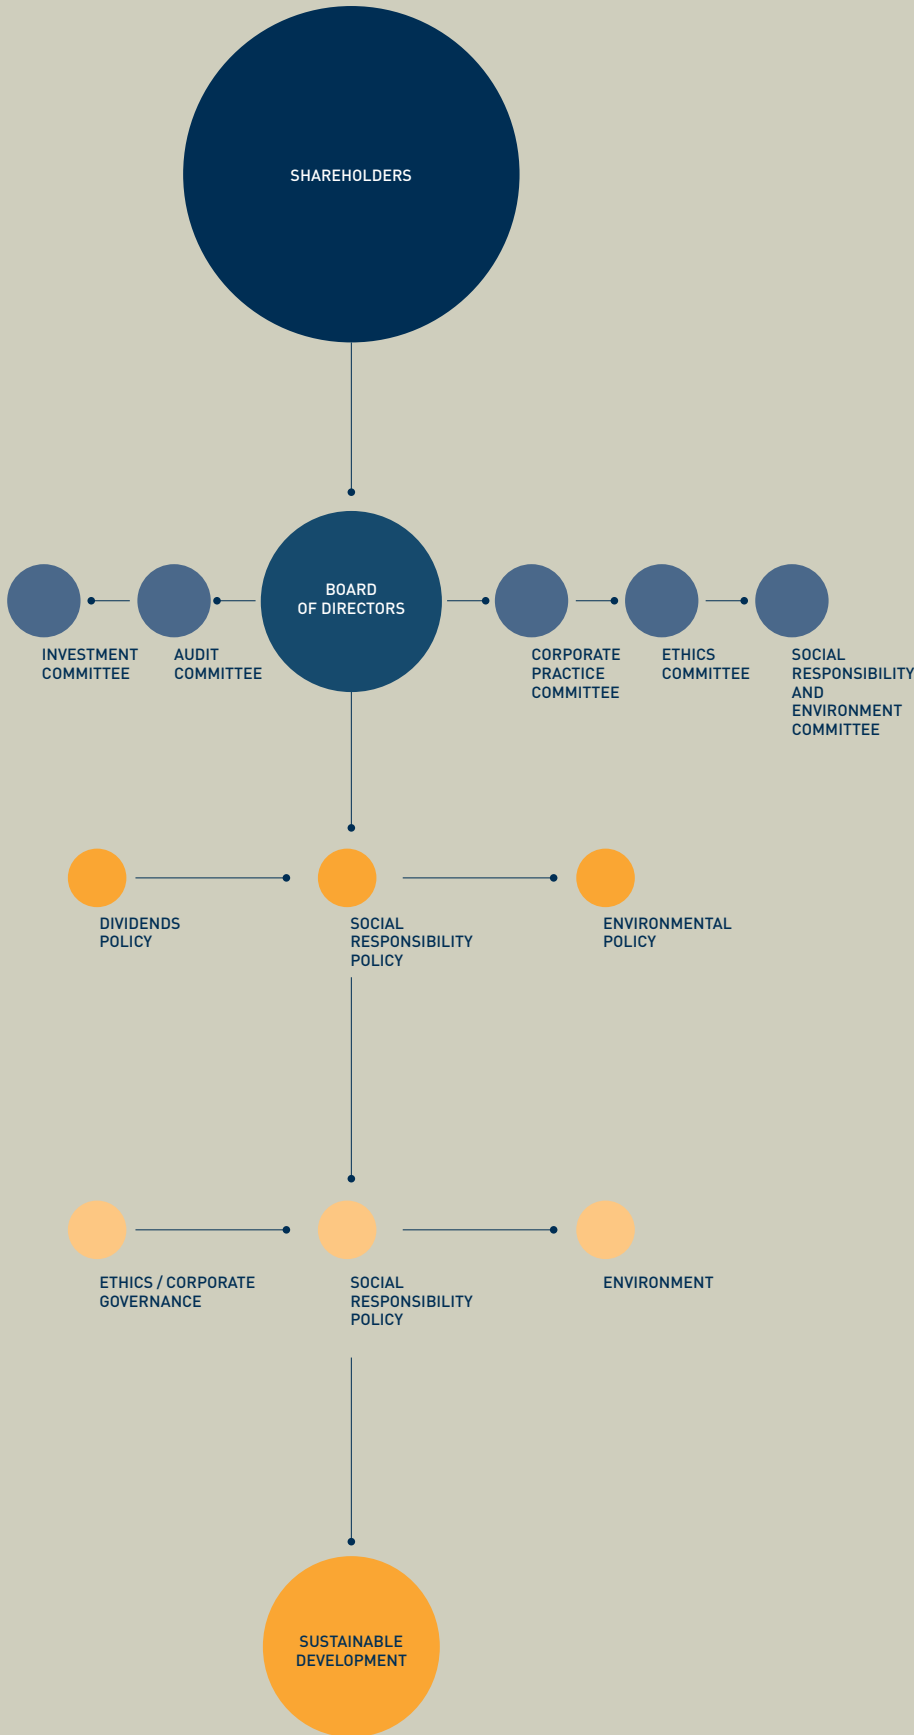 SHAREHOLDERS
BOARD
OF DIRECTORS
INVESTMENT
COMMITTEE
AUDIT
COMMITTEE
CORPORATE
PRACTICE
COMMITTEE
ETHICS
COMMITTEE
SOCIAL
RESPONSIBILITY
AND
ENVIRONMENT
COMMITTEE
DIVIDENDS
POLICY
SOCIAL
RESPONSIBILITY
POLICY
ENVIRONMENTAL
POLICY
ETHICS / CORPORATE
GOVERNANCE
SOCIAL
RESPONSIBILITY
POLICY
ENVIRONMENT
SUSTAINABLE
DEVELOPMENT